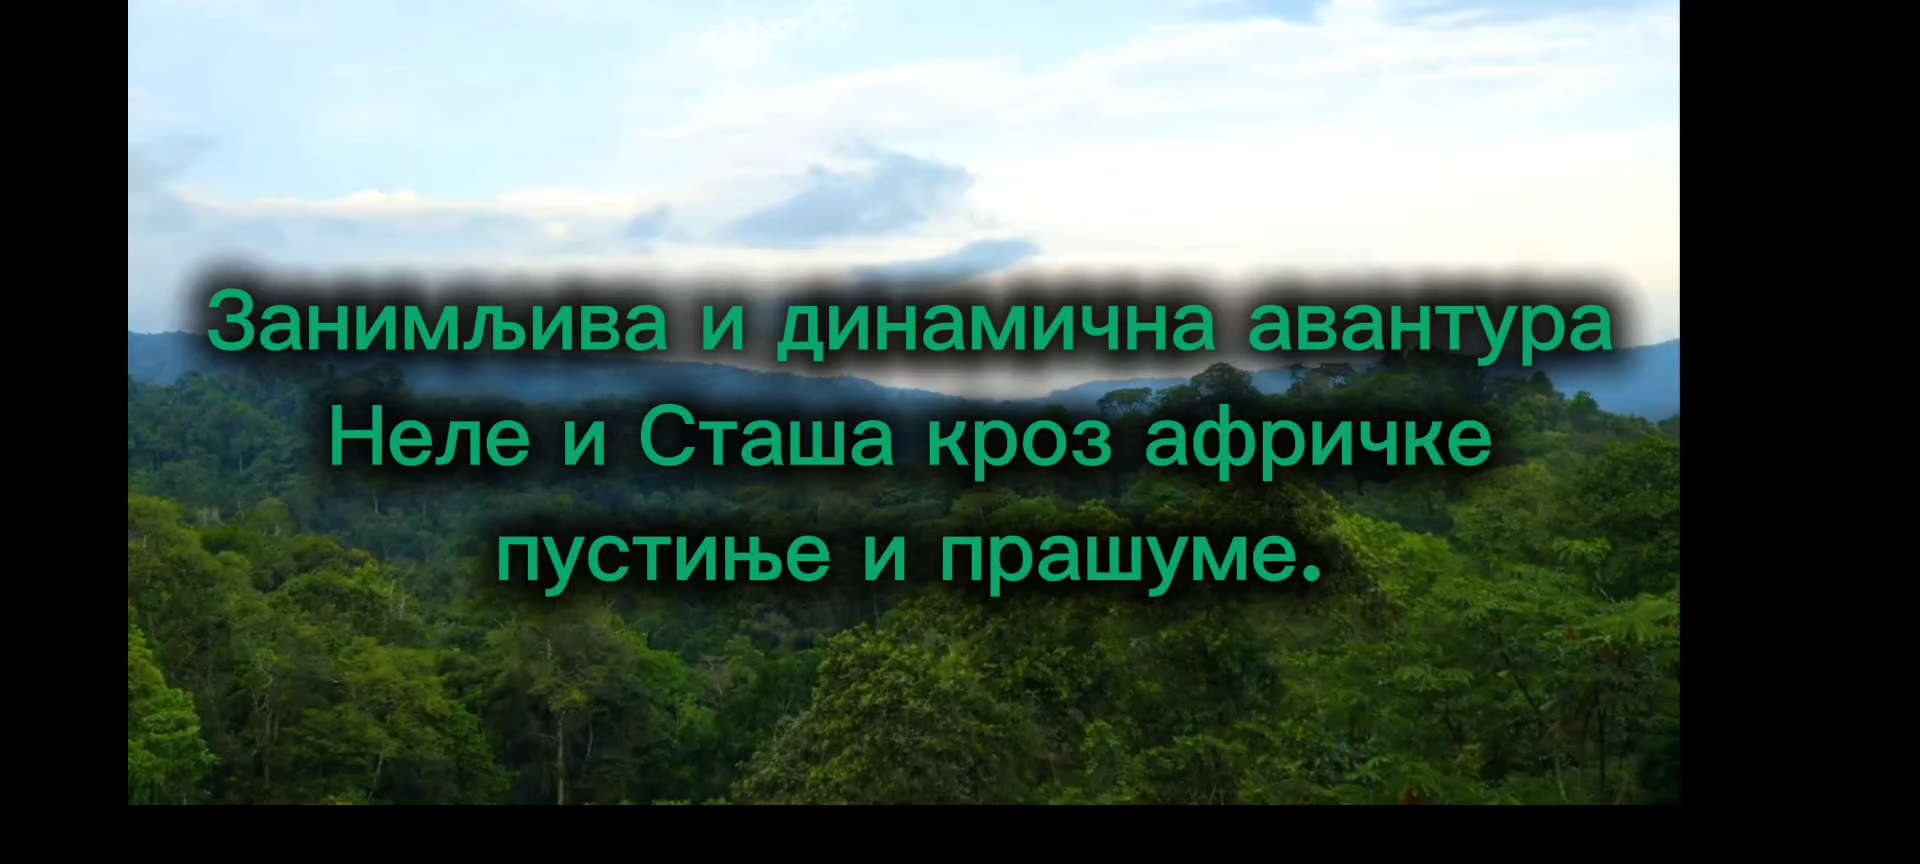 Занимљива и динамична авантура
Неле и Сташа кроз афричке
пустиње и прашуме.